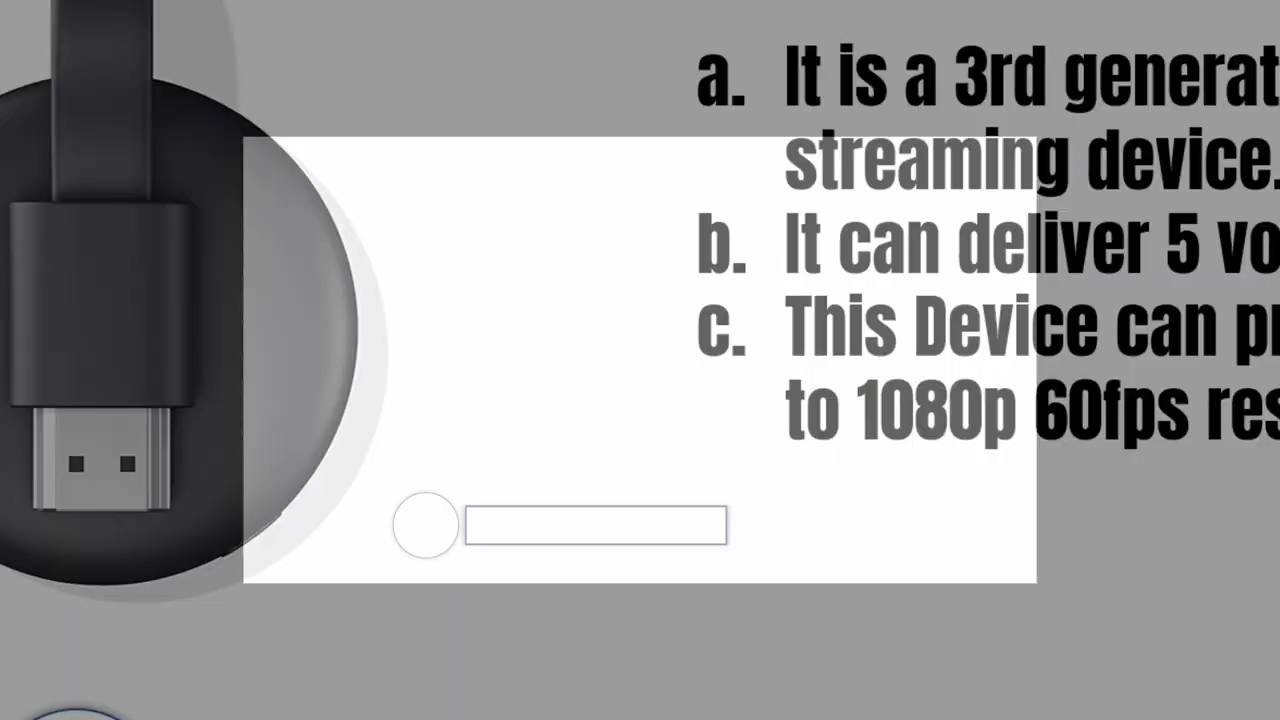 a. It is a 3rd generat
streaming device.
b. It can deliver 5 vo
c. This Device can p
to 1080p 60fps res